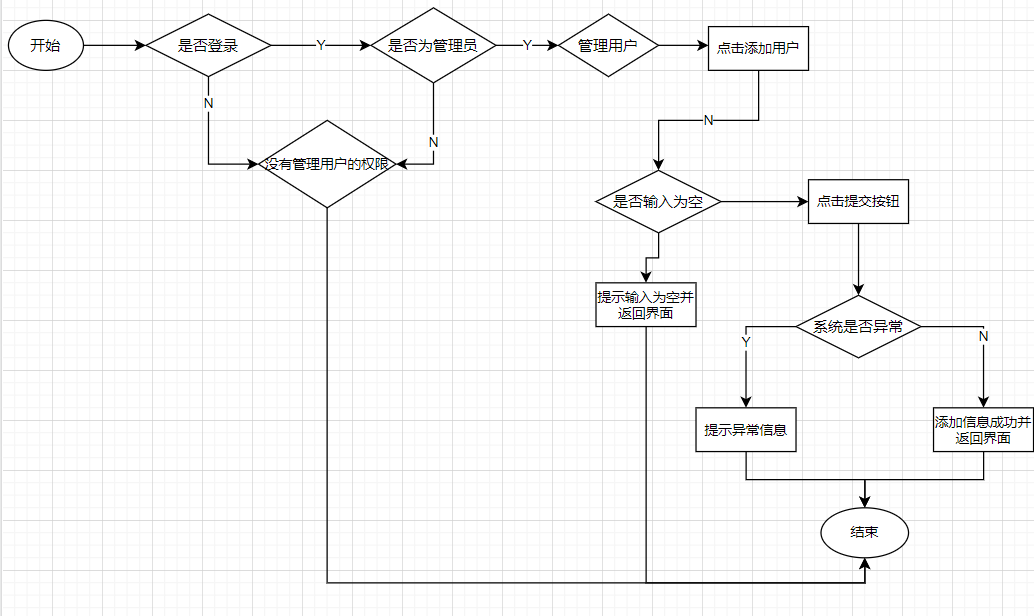 开始
是否登录
Y
是否为管理员
Y
管理用户
点击添加用户
N
N
N
没有管理用户的权限
是否输入为空
点击提交按钮
提示输入为空并
返回界面
系统是否异常
Y
N
提示异常信息
添加信息成功并
返回界面
结束